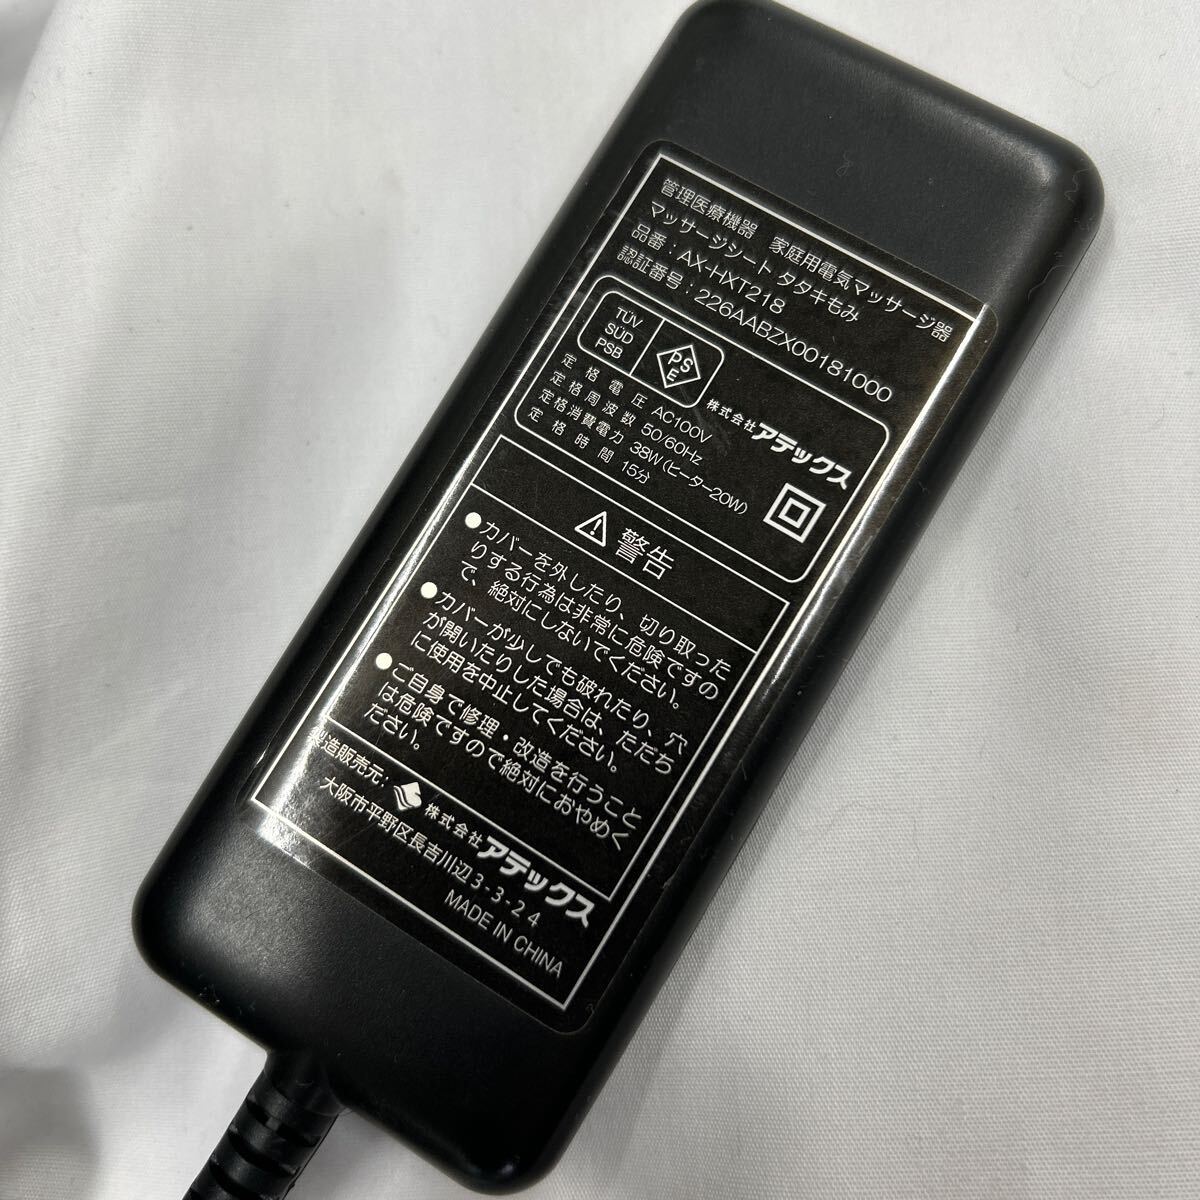 管理医療機器 家庭用電気マッサージ器
マッサージシート タタキもみ
品番：AX-HXT218
認証番号：226AABZX00181000
TÜV
SÜD
PSB
PS
E
株式会社アテックス
定格電圧 AC100V
定格周波数 50/60Hz
定格消費電力 38W（ヒーター20W）
定格時間 15分
警告
●カバーを外したり、切り取った
りする行為は非常に危険ですの
で、絶対にしないでください。
●カバーが少しでも破れたり、穴
が開いたりした場合は、ただち
に使用を中止してください。
●ご自身で修理・改造を行うこと
は危険ですので絶対におやめく
ださい。
製造販売元：株式会社アテックス
大阪市平野区長吉川辺3-3-24
MADE IN CHINA